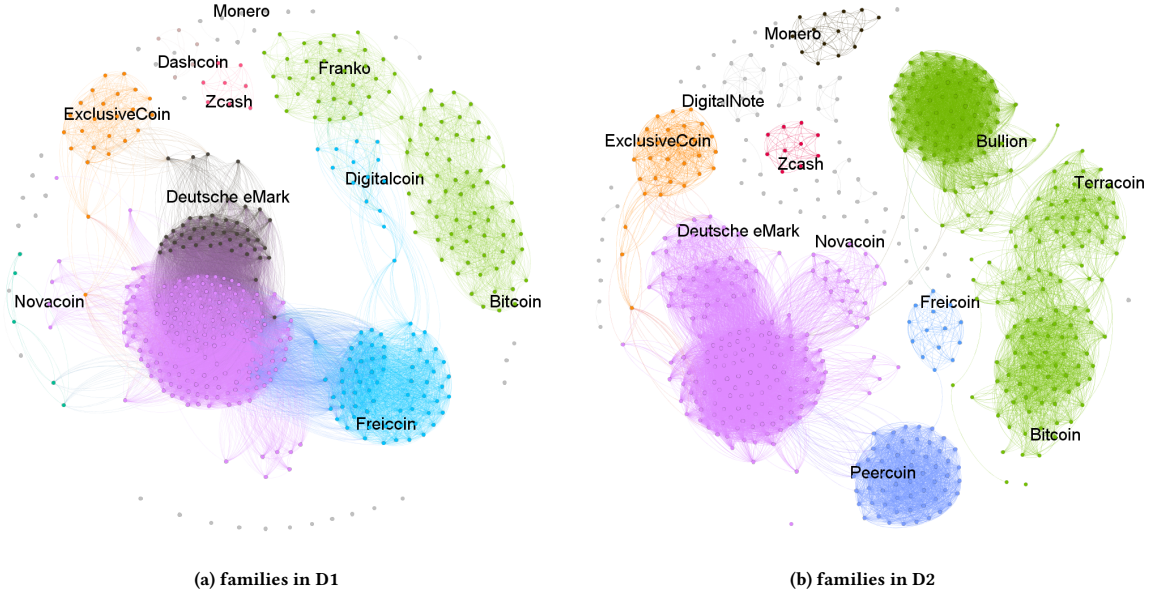 Monero
Dashcoin
Franko
Zcash
ExclusiveCoin
Digitalcoin
Deutsche eMark
Novacoin
Bitcoin
Freicoin
(a) families in D1
Monero
DigitalNote
ExclusiveCoin
Bullion
Zcash
Terracoin
Deutsche eMark
Novacoin
Freicoin
Bitcoin
Peercoin
(b) families in D2